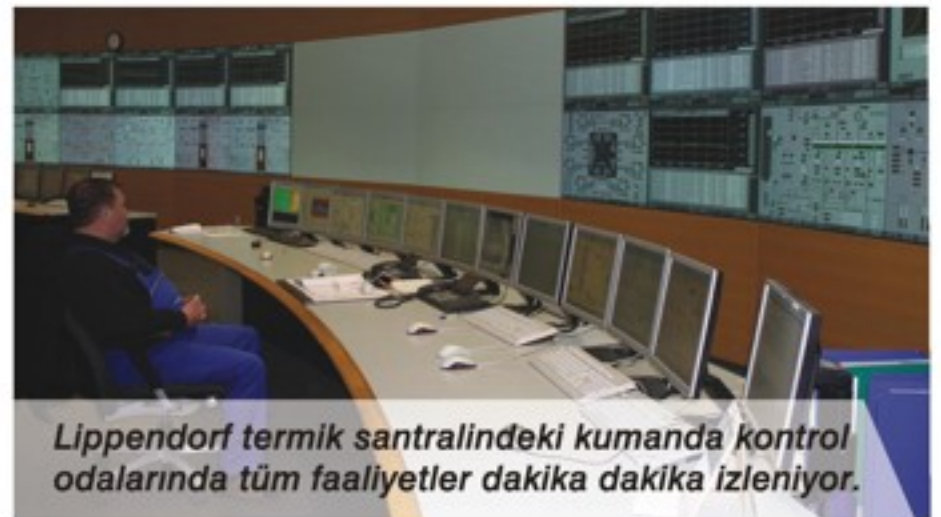 Lippendorf termik santralindeki kumanda kontrol
odalarında tüm faaliyetler dakika dakika izleniyor.